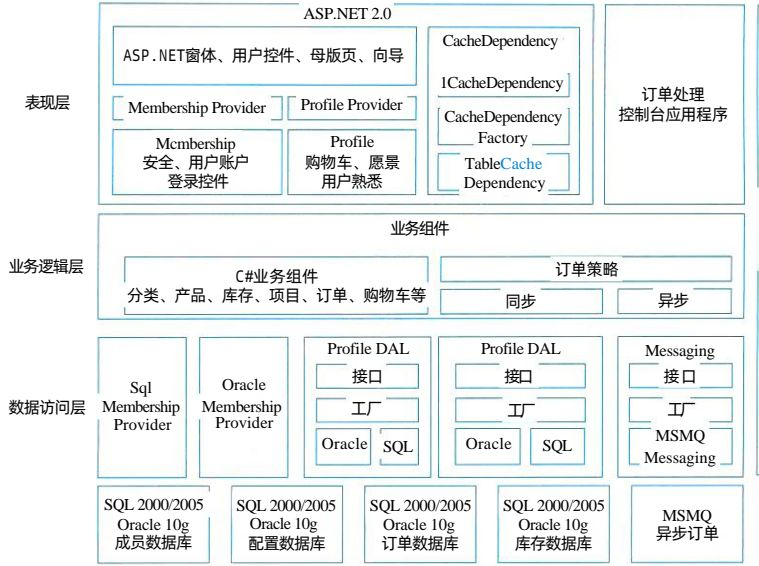 ASP.NET 2.0
表现层
ASP.NET窗体、用户控件、母版页、向导
Membership Provider
Profile Provider
Mcmbership
安全、用户账户
登录控件
Profile
购物车、愿景
用户熟悉
CacheDependency
1CacheDependency
CacheDependency
Factory
TableCache
Dependency
订单处理
控制台应用程序
业务逻辑层
业务组件
C#业务组件
分类、产品、库存、项目、订单、购物车等
订单策略
同步
异步
数据访问层
Sql
Membership
Provider
Oracle
Membership
Provider
Profile DAL
接口
工厂
Oracle
SQL
Profile DAL
接口
工厂
Oracle
SQL
Messaging
接口
工厂
MSMQ
Messaging
SQL 2000/2005
Oracle 10g
成员数据库
SQL 2000/2005
Oracle 10g
配置数据库
SQL 2000/2005
Oracle 10g
订单数据库
SQL 2000/2005
Oracle 10g
库存数据库
MSMQ
异步订单